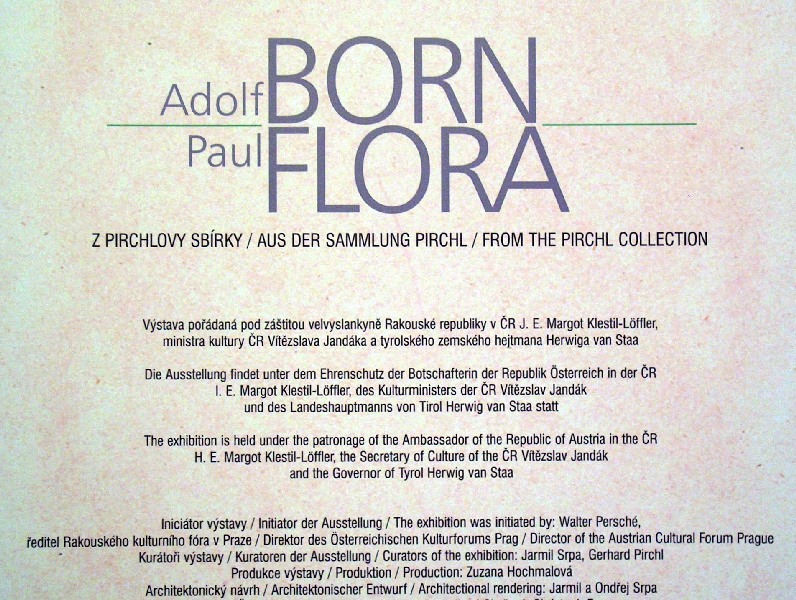 Adolf BORN
Paul FLORA
Z PIRCHLOVY SBÍRKY / AUS DER SAMMLUNG PIRCHL / FROM THE PIRCHL COLLECTION
Výstava pořádaná pod záštitou velvyslankyně Rakouské republiky v ČR J. E. Margot Klestil-Löffler,
ministra kultury ČR Vítězslava Jandáka a tyrolského zemského hejtmana Herwiga van Staa
Die Ausstellung findet unter dem Ehrenschutz der Botschafterin der Republik Österreich in der ČR
I. E. Margot Klestil-Löffler, des Kulturministers der ČR Vítězslav Jandák
und des Landeshauptmanns von Tirol Herwig van Staa statt
The exhibition is held under the patronage of the Ambassador of the Republic of Austria in the ČR
H. E. Margot Klestil-Löffler, the Secretary of Culture of the ČR Vítězslav Jandák
and the Governor of Tyrol Herwig van Staa
Iniciátor výstavy / Initiator der Ausstellung / The exhibition was initiated by: Walter Persché,
ředitel Rakouského kulturního fóra v Praze / Direktor des Österreichischen Kulturforums Prag / Director of the Austrian Cultural Forum Prague
Kurátoři výstavy / Kuratoren der Ausstellung / Curators of the exhibition: Jarmil Srpa, Gerhard Pirchl
Produkce výstavy / Produktion / Production: Zuzana Hochmalová
Architektonický návrh / Architektonischer Entwurf / Architectional rendering: Jarmil a Ondřej Srpa